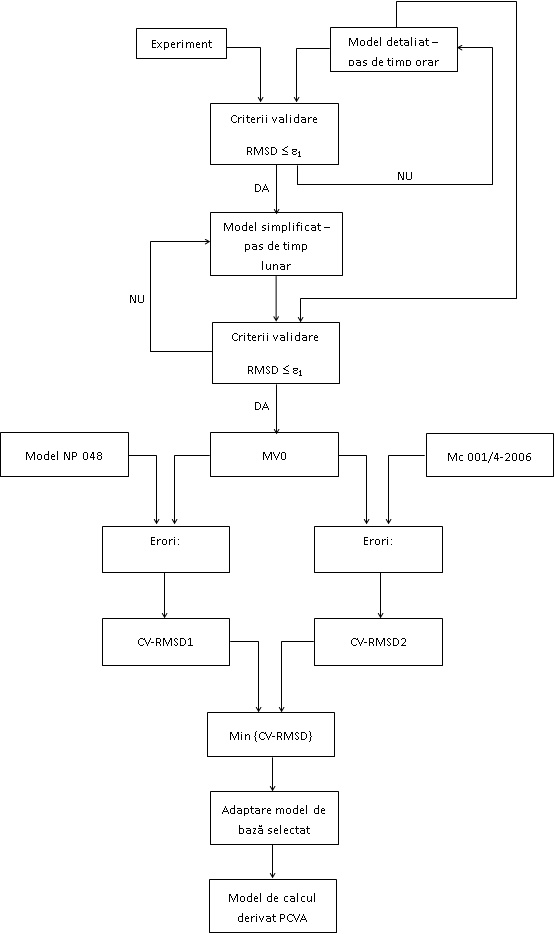 Experiment
Model detaliat –
pas de timp orar
Criterii validare
RMSD ≤ ε1
NU
DA
Model simplificat –
pas de timp
lunar
NU
Criterii validare
RMSD ≤ ε1
DA
Model NP 048
MV0
Mc 001/4-2006
Erori:
Erori:
CV-RMSD1
CV-RMSD2
Min {CV-RMSD}
Adaptare model de
bază selectat
Model de calcul
derivat PCVA